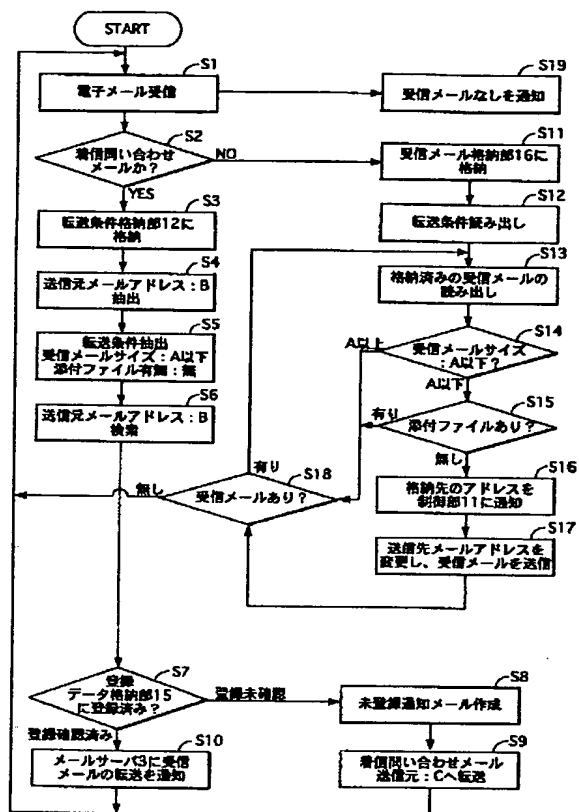 START
S1
電子メール受信
S19
受信メールなしを通知
S2
着信問い合わせ
メールか？
NO
YES
S11
受信メール格納部16に
格納
S3
転送条件格納部12に
格納
S12
転送条件読み出し
S4
送信元メールアドレス：B
抽出
S13
格納済みの受信メールの
読み出し
S5
転送条件抽出
受信メールサイズ：A以下
添付ファイル有無：無
S14
受信メールサイズ
：A以下？
A以上
A以下
S6
送信元メールアドレス：B
検索
S15
添付ファイルあり？
有り
無し
S18
受信メールあり？
有り
無し
S16
格納先のアドレスを
制御部11に通知
S17
送信先メールアドレスを
変更し、受信メールを送信
S7
登録
データ格納部15
に登録済み？
登録未確認
登録確認済み
S8
未登録通知メール作成
S10
メールサーバ3に受信
メールの転送を通知
S9
着信問い合わせメール
送信元：Cへ転送